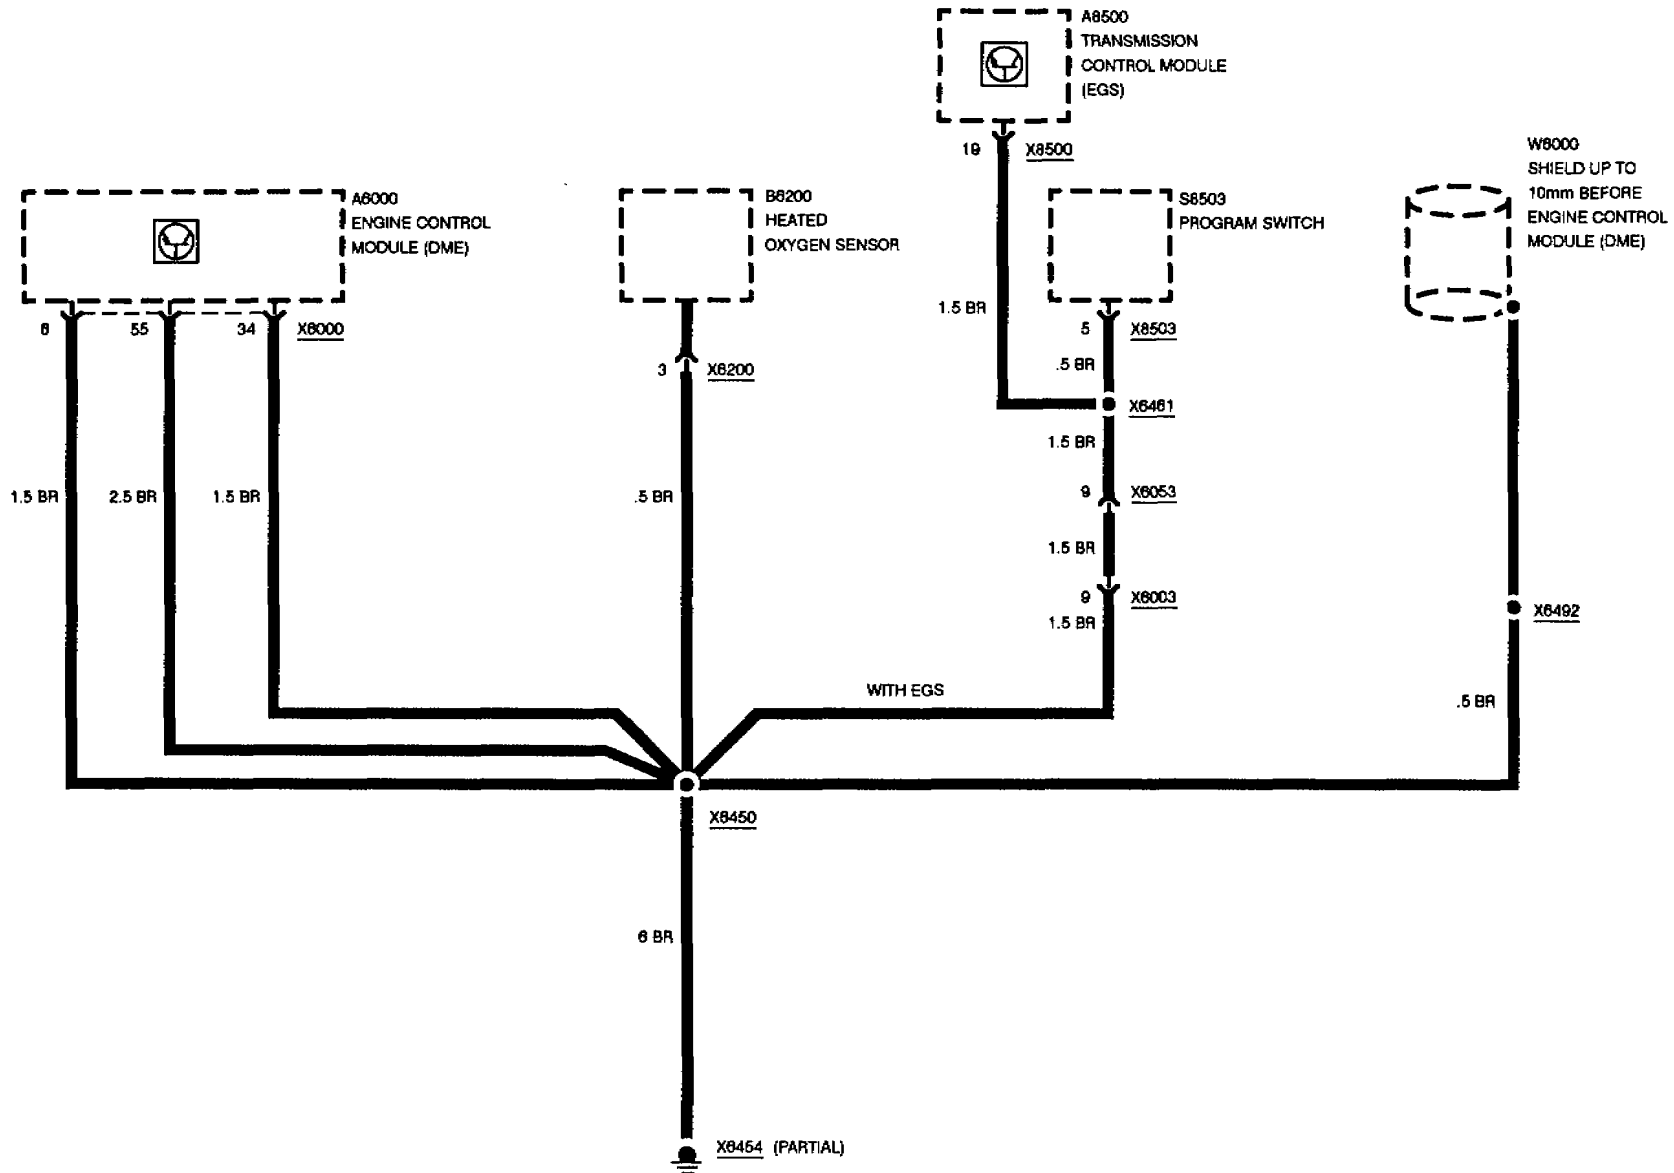 A8500
TRANSMISSION
CONTROL MODULE
(EGS)
19 X8500
W6000
SHIELD UP TO
10mm BEFORE
ENGINE CONTROL
MODULE (DME)
A6000
ENGINE CONTROL
MODULE (DME)
B6200
HEATED
OXYGEN SENSOR
S8503
PROGRAM SWITCH
1.5 BR
6 55 34 X6000
5 X8503
3 X6200
.5 BR
X6461
1.5 BR
1.5 BR 2.5 BR 1.5 BR .5 BR
9 X6053
1.5 BR
9 X6003
1.5 BR
X6492
WITH EGS
.5 BR
X6450
6 BR
X6454 (PARTIAL)